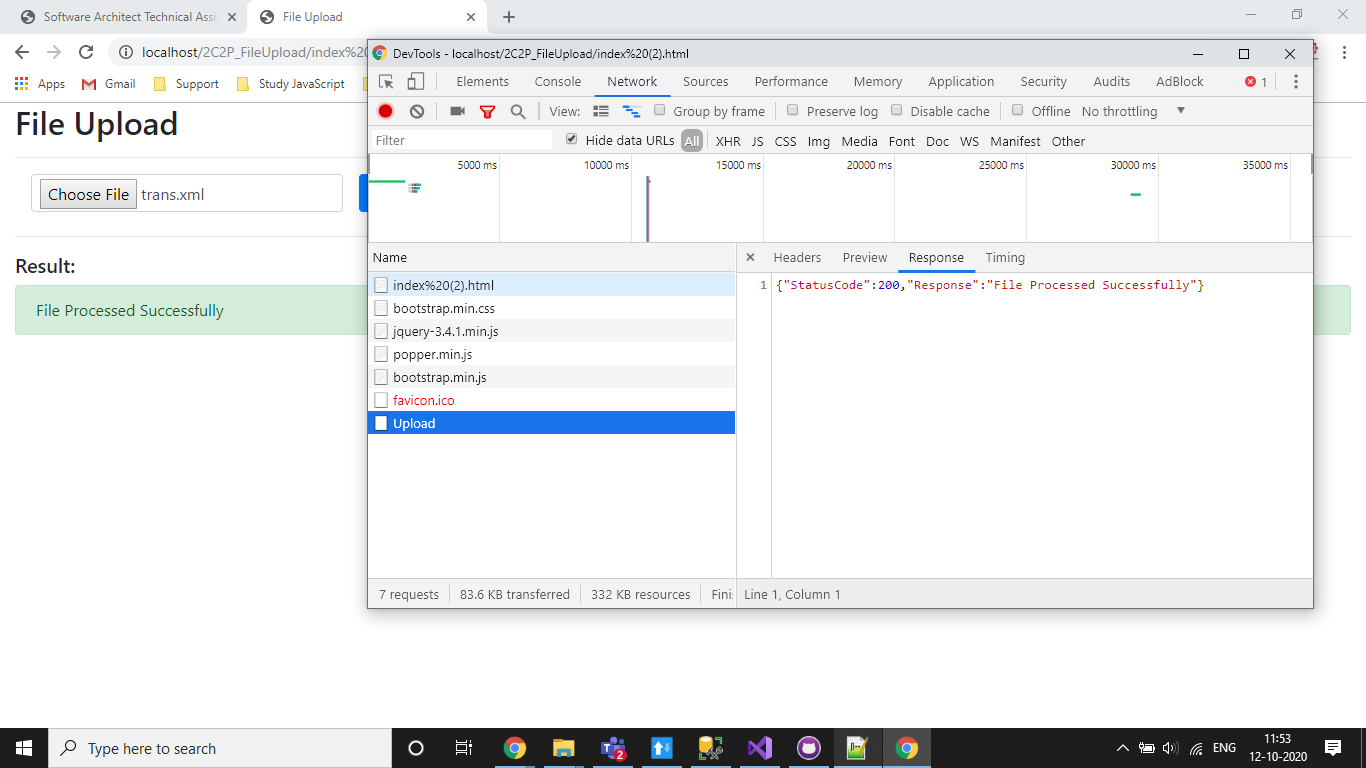 Software Architect Technical Assi
File Upload
localhost/2C2P_FileUpload/index%20
Apps
Gmail
Support
Study JavaScript
File Upload
Choose File trans.xml
Result:
File Processed Successfully
DevTools - localhost/2C2P_FileUpload/index%20(2).html
Elements Console Network Sources Performance Memory Application Security Audits AdBlock 1
View: Group by frame Preserve log Disable cache Offline No throttling
Filter Hide data URLs All XHR JS CSS Img Media Font Doc WS Manifest Other
5000 ms 10000 ms 15000 ms 20000 ms 25000 ms 30000 ms 35000 ms
Name
index%20(2).html
bootstrap.min.css
jquery-3.4.1.min.js
popper.min.js
bootstrap.min.js
favicon.ico
Upload
7 requests 83.6 KB transferred 332 KB resources Fini
Headers Preview Response Timing
1 {"StatusCode":200,"Response":"File Processed Successfully"}
Line 1, Column 1
Type here to search
2
ENG
11:53
12-10-2020